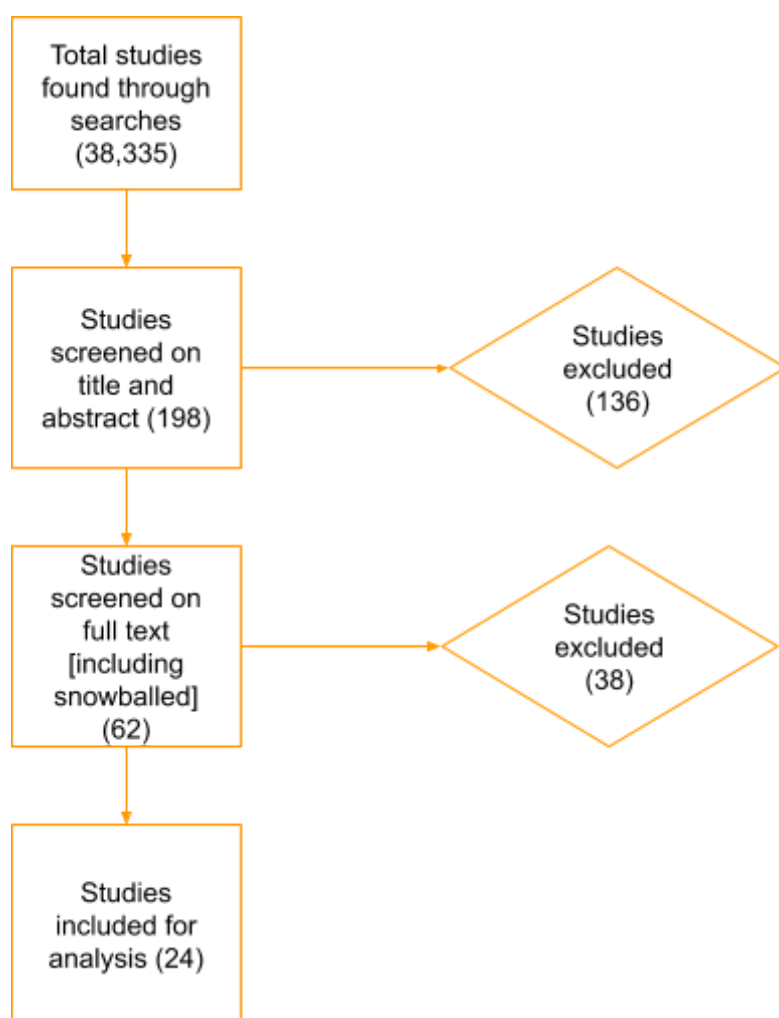 Total studies
found through
searches
(38,335)
Studies
screened on
title and
abstract (198)
Studies
excluded
(136)
Studies
screened on
full text
[including
snowballed]
(62)
Studies
excluded
(38)
Studies
included for
analysis (24)